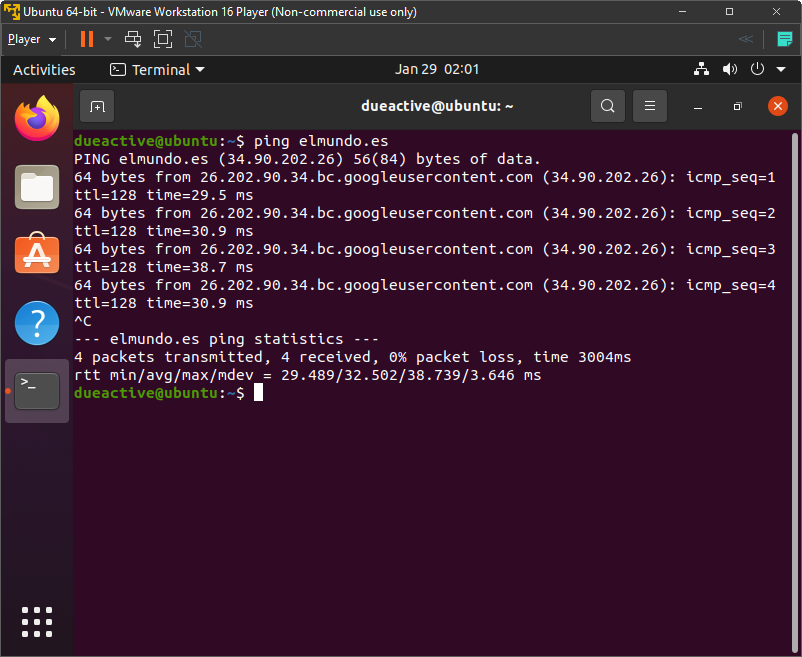 Ubuntu 64-bit - VMware Workstation 16 Player (Non-commercial use only)
Player
Activities
Terminal
Jan 29 02:01
dueactive@ubuntu: ~
dueactive@ubuntu:~$ ping elmundo.es
PING elmundo.es (34.90.202.26) 56(84) bytes of data.
64 bytes from 26.202.90.34.bc.googleusercontent.com (34.90.202.26): icmp_seq=1
ttl=128 time=29.5 ms
64 bytes from 26.202.90.34.bc.googleusercontent.com (34.90.202.26): icmp_seq=2
ttl=128 time=30.9 ms
64 bytes from 26.202.90.34.bc.googleusercontent.com (34.90.202.26): icmp_seq=3
ttl=128 time=38.7 ms
64 bytes from 26.202.90.34.bc.googleusercontent.com (34.90.202.26): icmp_seq=4
ttl=128 time=30.9 ms
^C
--- elmundo.es ping statistics ---
4 packets transmitted, 4 received, 0% packet loss, time 3004ms
rtt min/avg/max/mdev = 29.489/32.502/38.739/3.646 ms
dueactive@ubuntu:~$